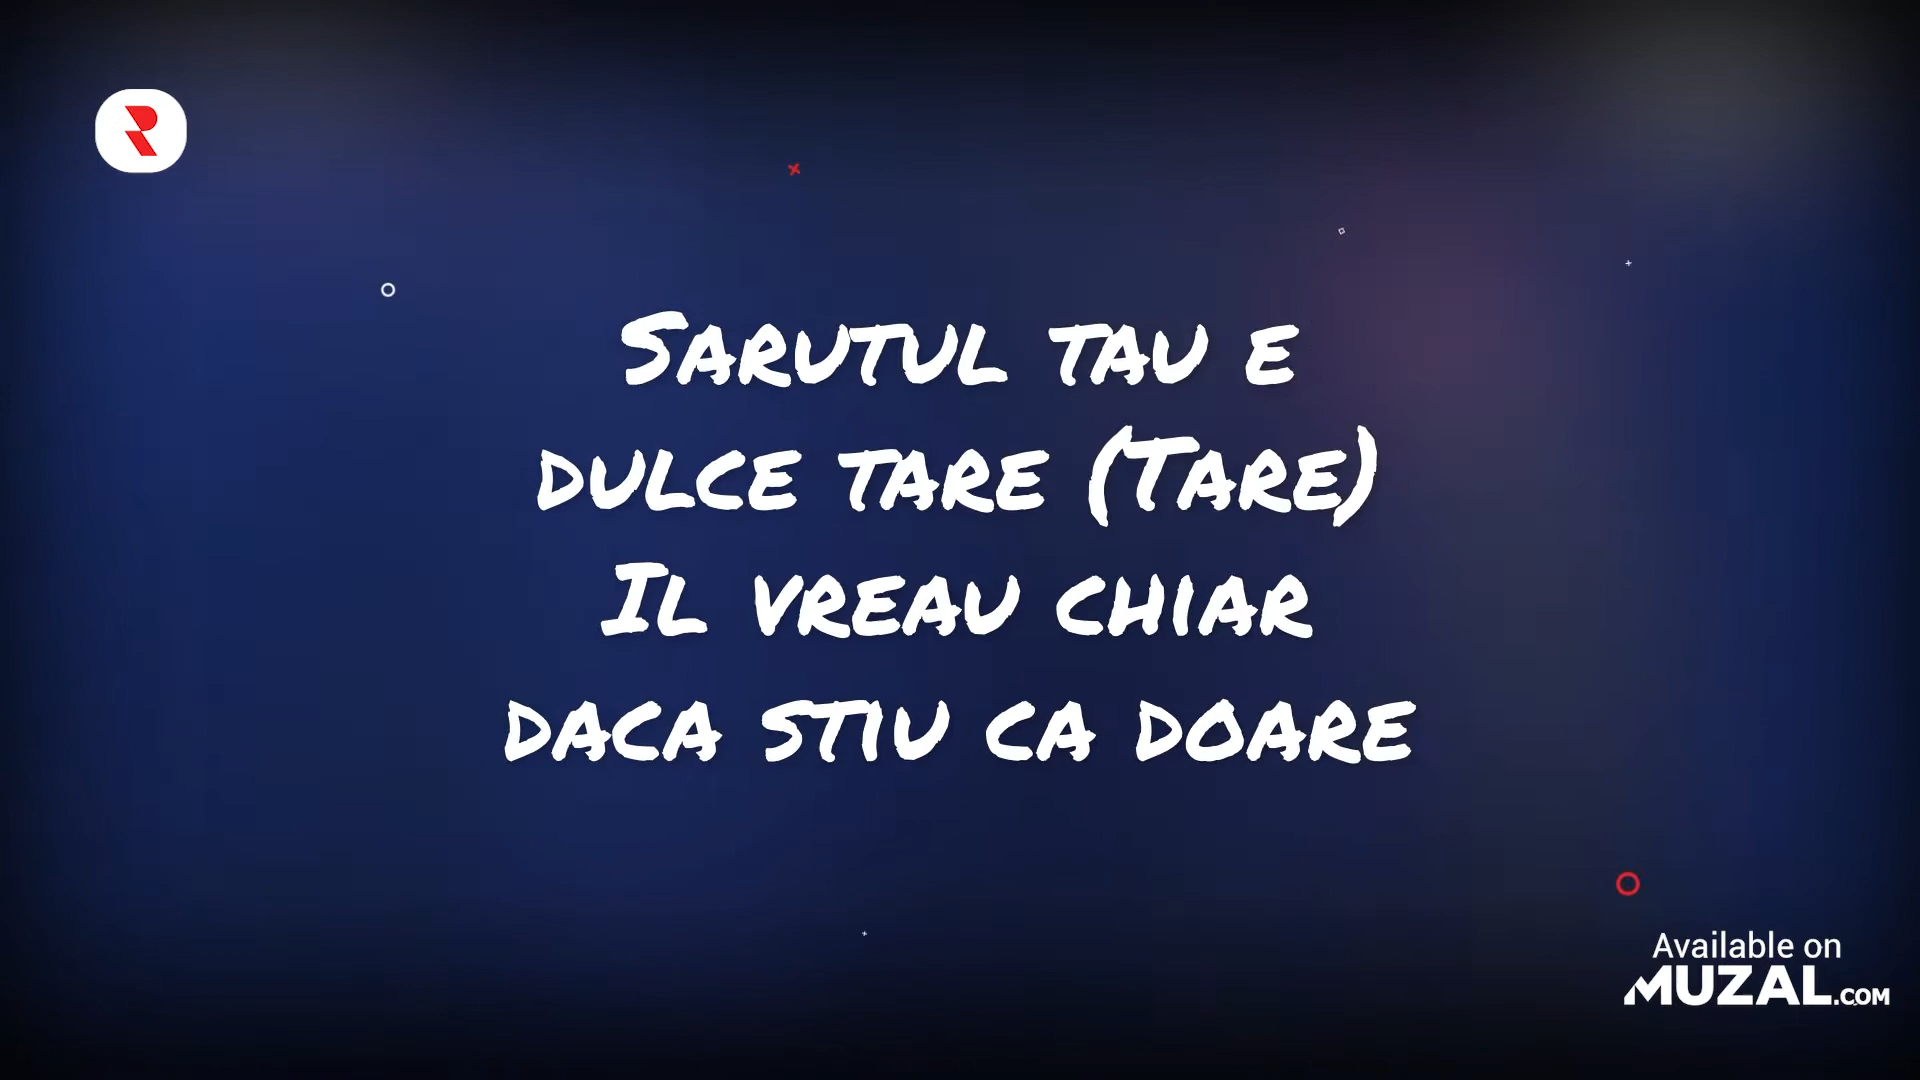 Sarutul tau e
dulce tare (Tare)
Il vreau chiar
daca stiu ca doare
Available on
MUZAL.COM